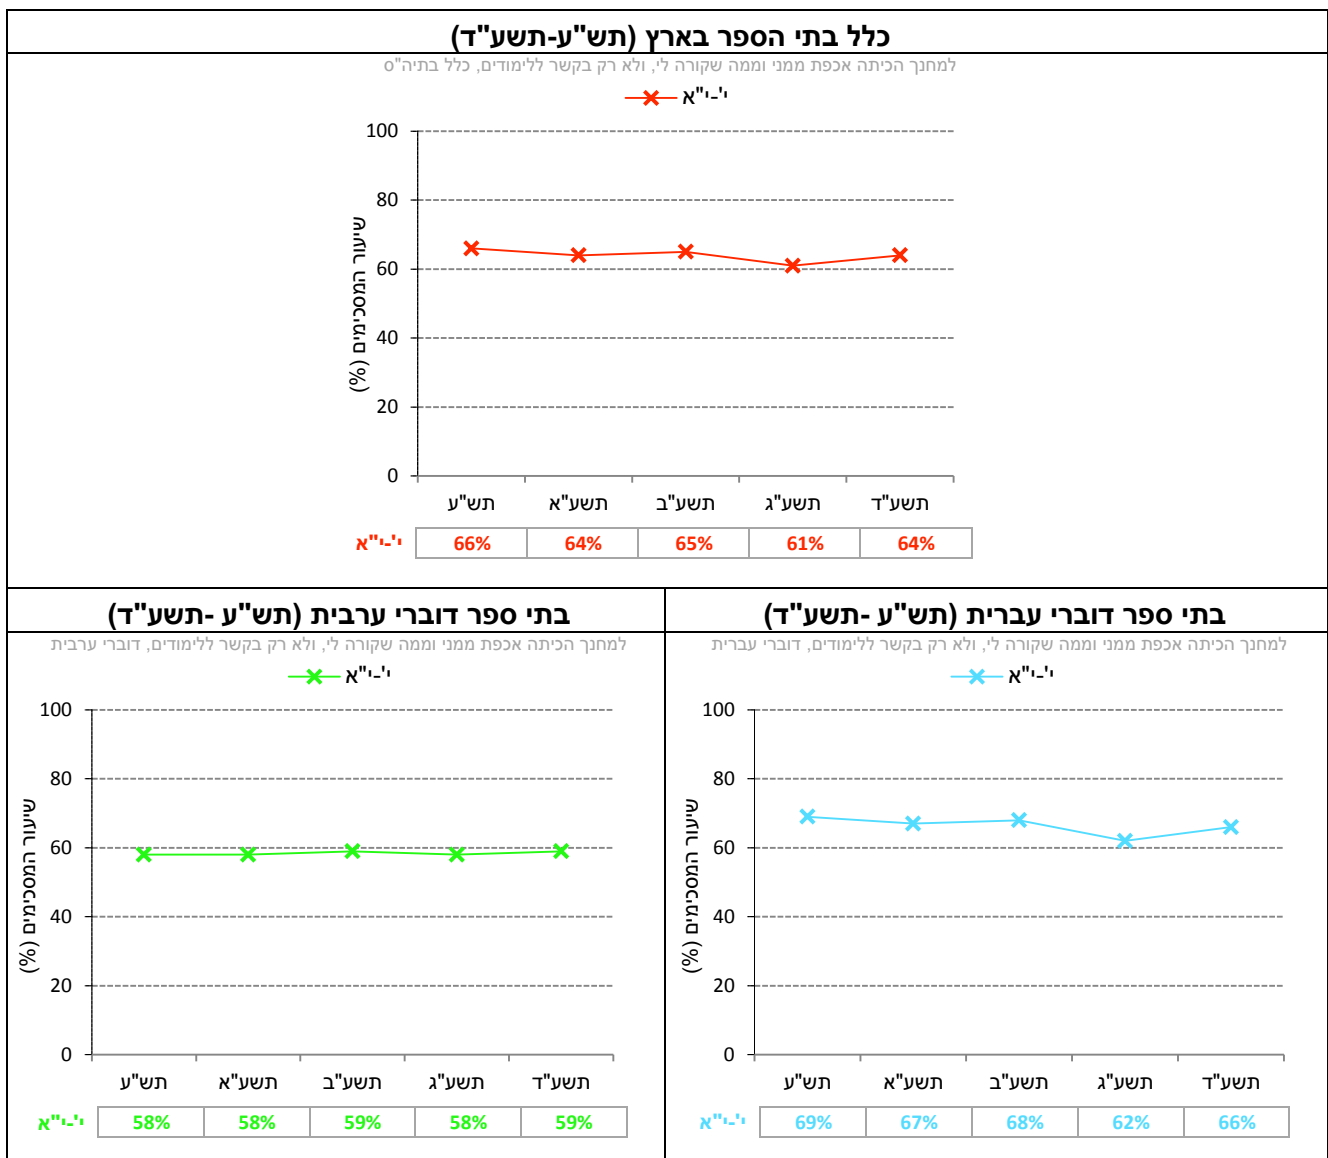 כלל בתי הספר בארץ (תש"ע-תשע"ד)
למחנך הכיתה אכפת ממני וממה שקורה לי, ולא רק בקשר ללימודים, כלל בתיה"ס
י'-י"א
שיעור המסכימים (%)
100
80
60
40
20
0
תש"ע תשע"א תשע"ב תשע"ג תשע"ד
י'-י"א 66% 64% 65% 61% 64%
בתי ספר דוברי עברית (תש"ע -תשע"ד)
למחנך הכיתה אכפת ממני וממה שקורה לי, ולא רק בקשר ללימודים, דוברי עברית
י'-י"א
שיעור המסכימים (%)
100
80
60
40
20
0
תש"ע תשע"א תשע"ב תשע"ג תשע"ד
י'-י"א 69% 67% 68% 62% 66%
בתי ספר דוברי ערבית (תש"ע -תשע"ד)
למחנך הכיתה אכפת ממני וממה שקורה לי, ולא רק בקשר ללימודים, דוברי ערבית
י'-י"א
שיעור המסכימים (%)
100
80
60
40
20
0
תש"ע תשע"א תשע"ב תשע"ג תשע"ד
י'-י"א 58% 58% 59% 58% 59%